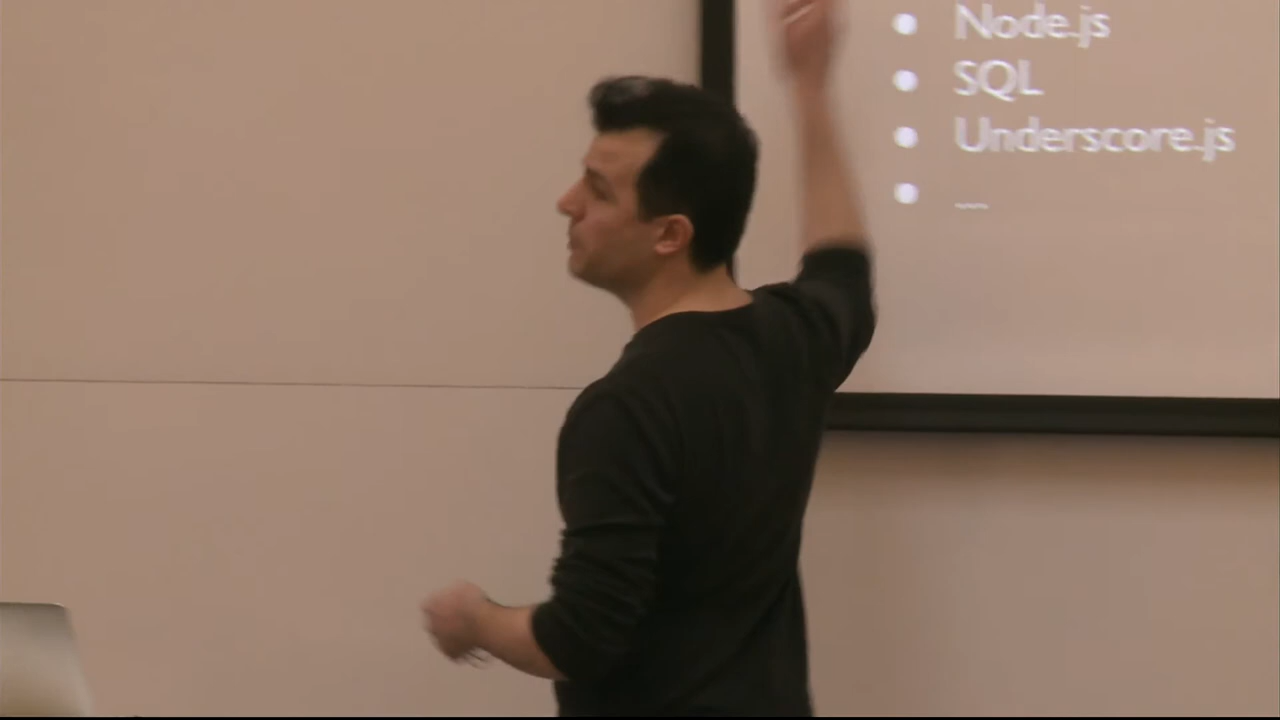 • Node.js
• SQL
• Underscore.js
• ...